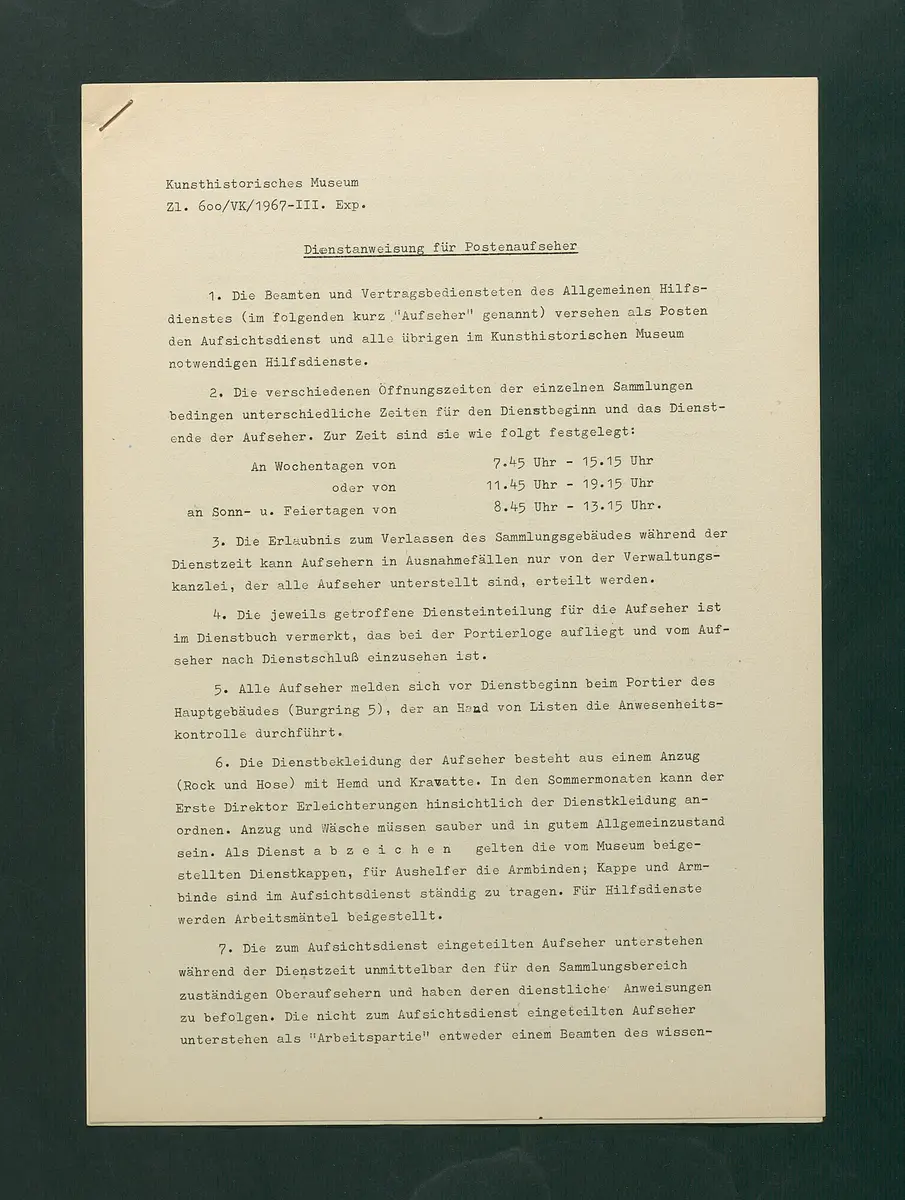 Kunsthistorisches Museum
Zl. 600/VK/1967-III. Exp.
Dienstanweisung für Postenaufseher
1. Die Beamten und Vertragsbediensteten des Allgemeinen Hilfs-
dienstes (im folgenden kurz "Aufseher" genannt) versehen als Posten
den Aufsichtsdienst und alle übrigen im Kunsthistorischen Museum
notwendigen Hilfsdienste.
2. Die verschiedenen Öffnungszeiten der einzelnen Sammlungen
bedingen unterschiedliche Zeiten für den Dienstbeginn und das Dienst-
ende der Aufseher. Zur Zeit sind sie wie folgt festgelegt:
An Wochentagen von 7.45 Uhr - 15.15 Uhr
oder von 11.45 Uhr - 19.15 Uhr
an Sonn- u. Feiertagen von 8.45 Uhr - 13.15 Uhr.
3. Die Erlaubnis zum Verlassen des Sammlungsgebäudes während der
Dienstzeit kann Aufsehern in Ausnahmefällen nur von der Verwaltungs-
kanzlei, der alle Aufseher unterstellt sind, erteilt werden.
4. Die jeweils getroffene Diensteinteilung für die Aufseher ist
im Dienstbuch vermerkt, das bei der Portierloge aufliegt und vom Auf-
seher nach Dienstschluß einzusehen ist.
5. Alle Aufseher melden sich vor Dienstbeginn beim Portier des
Hauptgebäudes (Burgring 5), der an Hand von Listen die Anwesenheits-
kontrolle durchführt.
6. Die Dienstbekleidung der Aufseher besteht aus einem Anzug
(Rock und Hose) mit Hemd und Kravatte. In den Sommermonaten kann der
Erste Direktor Erleichterungen hinsichtlich der Dienstkleidung an-
ordnen. Anzug und Wäsche müssen sauber und in gutem Allgemeinzustand
sein. Als Dienst a b z e i c h e n gelten die vom Museum beige-
stellten Dienstkappen, für Aushelfer die Armbinden; Kappe und Arm-
binde sind im Aufsichtsdienst ständig zu tragen. Für Hilfsdienste
werden Arbeitsmäntel beigestellt.
7. Die zum Aufsichtsdienst eingeteilten Aufseher unterstehen
während der Dienstzeit unmittelbar den für den Sammlungsbereich
zuständigen Oberaufsehern und haben deren dienstliche Anweisungen
zu befolgen. Die nicht zum Aufsichtsdienst eingeteilten Aufseher
unterstehen als "Arbeitspartie" entweder einem Beamten des wissen-